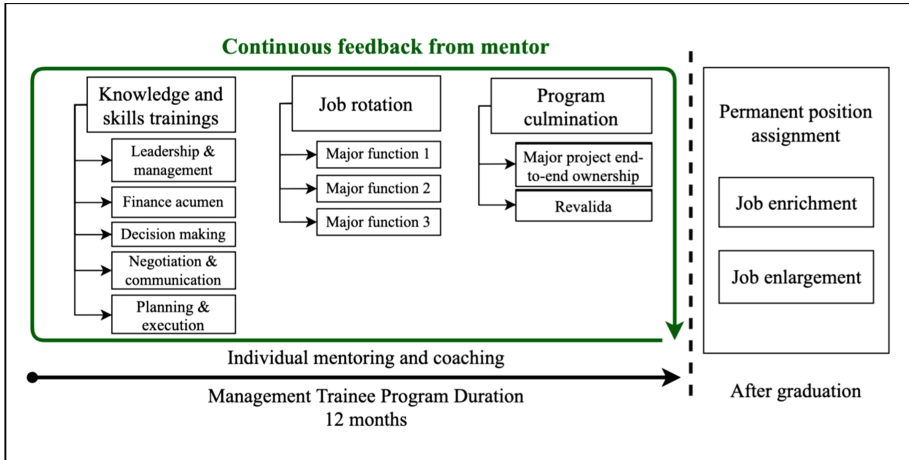 Continuous feedback from mentor
Knowledge and
skills trainings
Leadership &
management
Finance acumen
Decision making
Negotiation &
communication
Planning &
execution
Job rotation
Major function 1
Major function 2
Major function 3
Program
culmination
Major project end-
to-end ownership
Revalida
Individual mentoring and coaching
Management Trainee Program Duration
12 months
Permanent position
assignment
Job enrichment
Job enlargement
After graduation